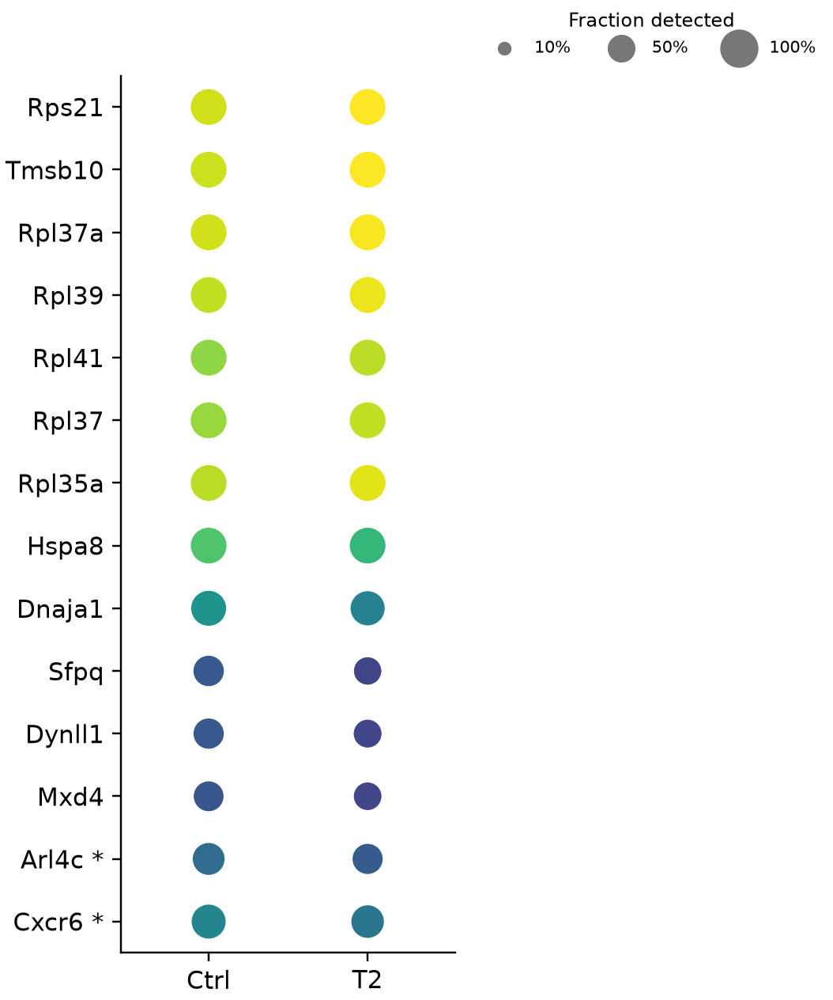 Fraction detected
10% 50% 100%
Rps21
Tmsb10
Rpl37a
Rpl39
Rpl41
Rpl37
Rpl35a
Hspa8
Dnaja1
Sfpq
Dynll1
Mxd4
Arl4c *
Cxcr6 *
Ctrl T2